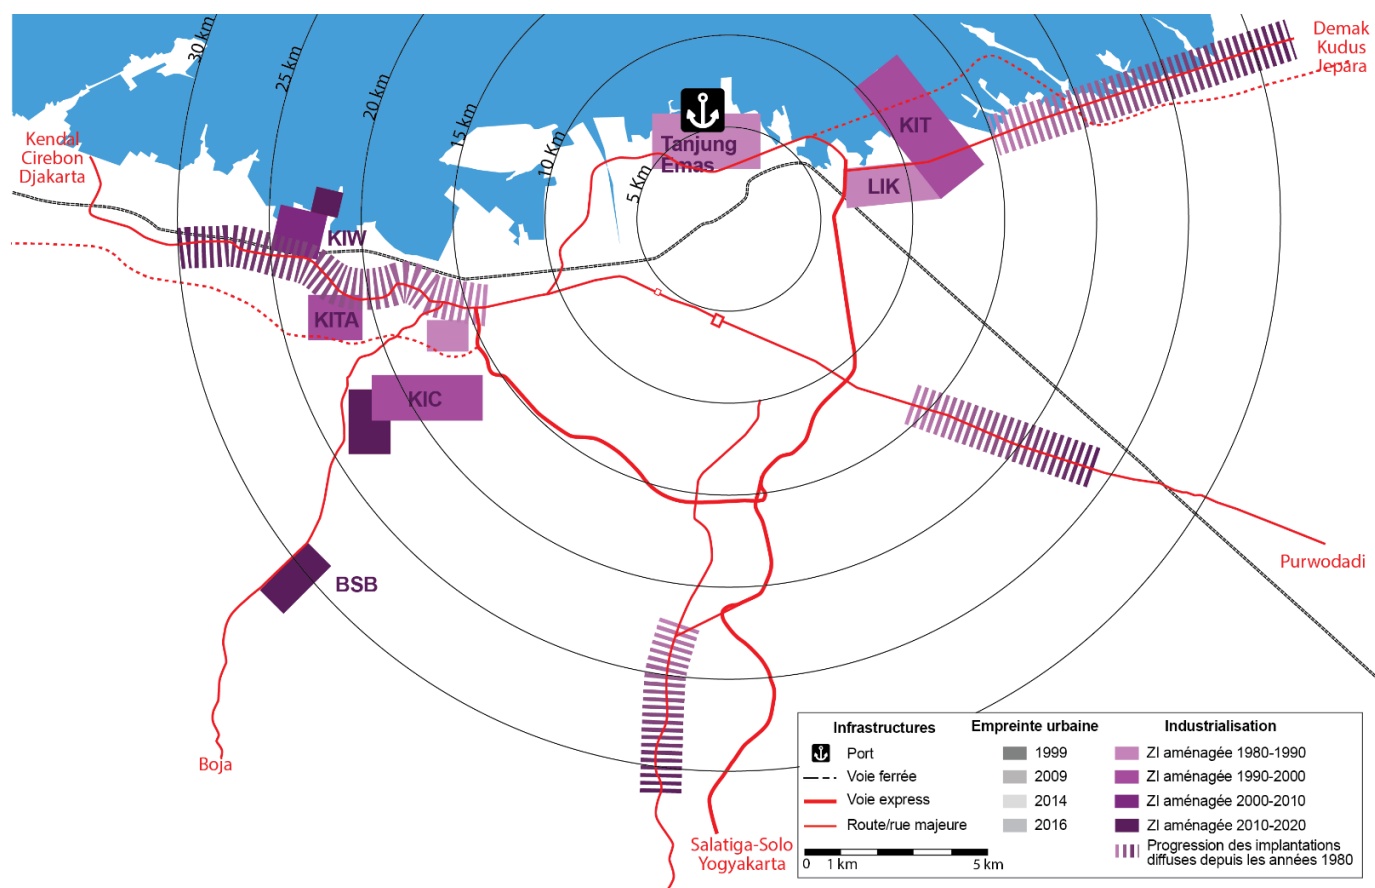 30 km
25 km
20 km
15 km
10 Km
5 Km
Demak
Kudus
Jepara
Kendal
Cirebon
Djakarta
Tanjung
Emas
KIT
LIK
KIW
KITA
KIC
BSB
Purwodadi
Boja
Salatiga-Solo
Yogyakarta
Infrastructures
Port
Voie ferrée
Voie express
Route/rue majeure
0 1 km 5 km
Empreinte urbaine
1999
2009
2014
2016
Industrialisation
ZI aménagée 1980-1990
ZI aménagée 1990-2000
ZI aménagée 2000-2010
ZI aménagée 2010-2020
Progression des implantations
diffuses depuis les années 1980